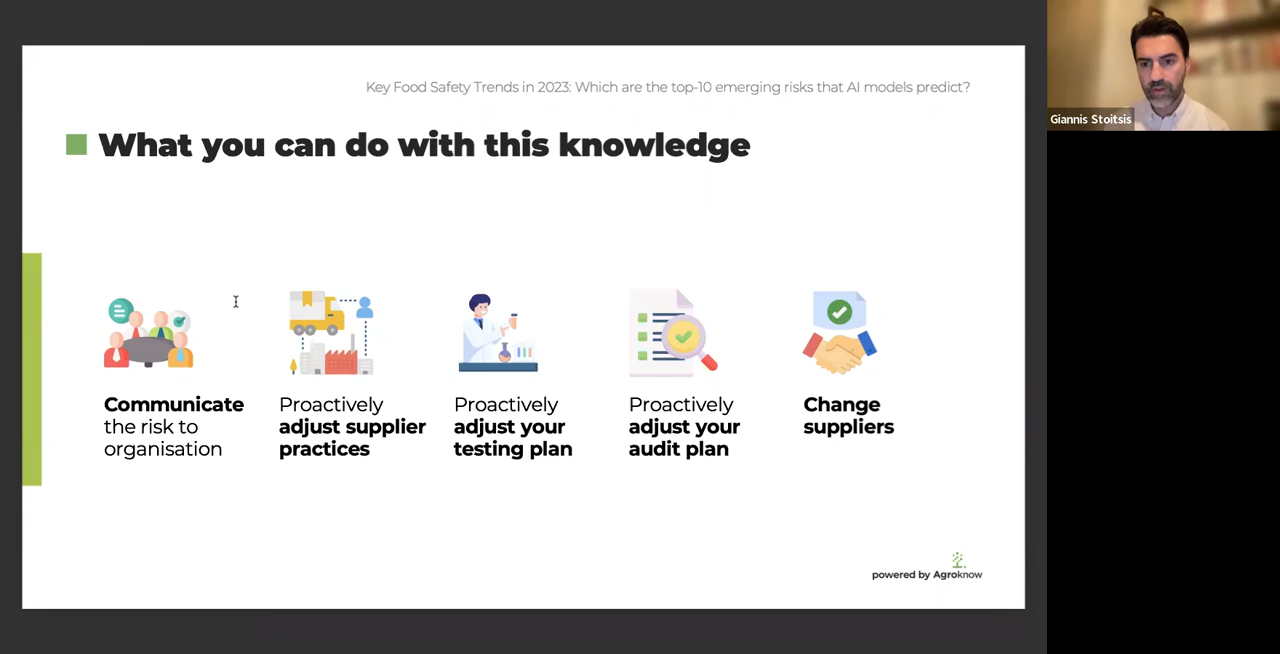 Key Food Safety Trends in 2023: Which are the top-10 emerging risks that AI models predict?
What you can do with this knowledge
Communicate
the risk to
organisation
Proactively
adjust supplier
practices
Proactively
adjust your
testing plan
Proactively
adjust your
audit plan
Change
suppliers
powered by Agroknow
Giannis Stoitsis